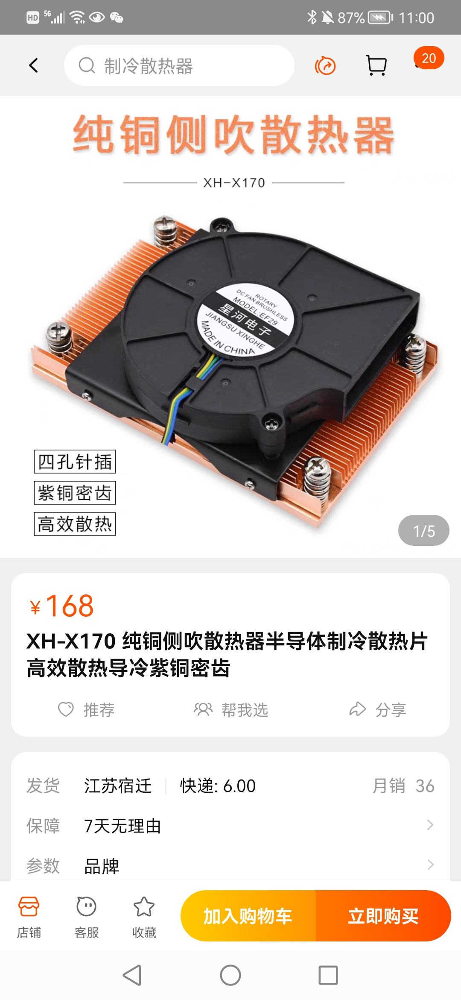 HD 5G 87% 11:00
制冷散热器
20
纯铜侧吹散热器
XH-X170
ROTARY
DC FAN BRUSHLESS
MODEL:EF29
星河电子
JIANGSU XINGHE
MADE IN CHINA
四孔针插
紫铜密齿
高效散热
1/5
¥168
XH-X170 纯铜侧吹散热器半导体制冷散热片
高效散热导冷紫铜密齿
推荐 帮我选 分享
发货 江苏宿迁 快递: 6.00 月销 36
保障 7天无理由
参数 品牌
店铺 客服 收藏 加入购物车 立即购买